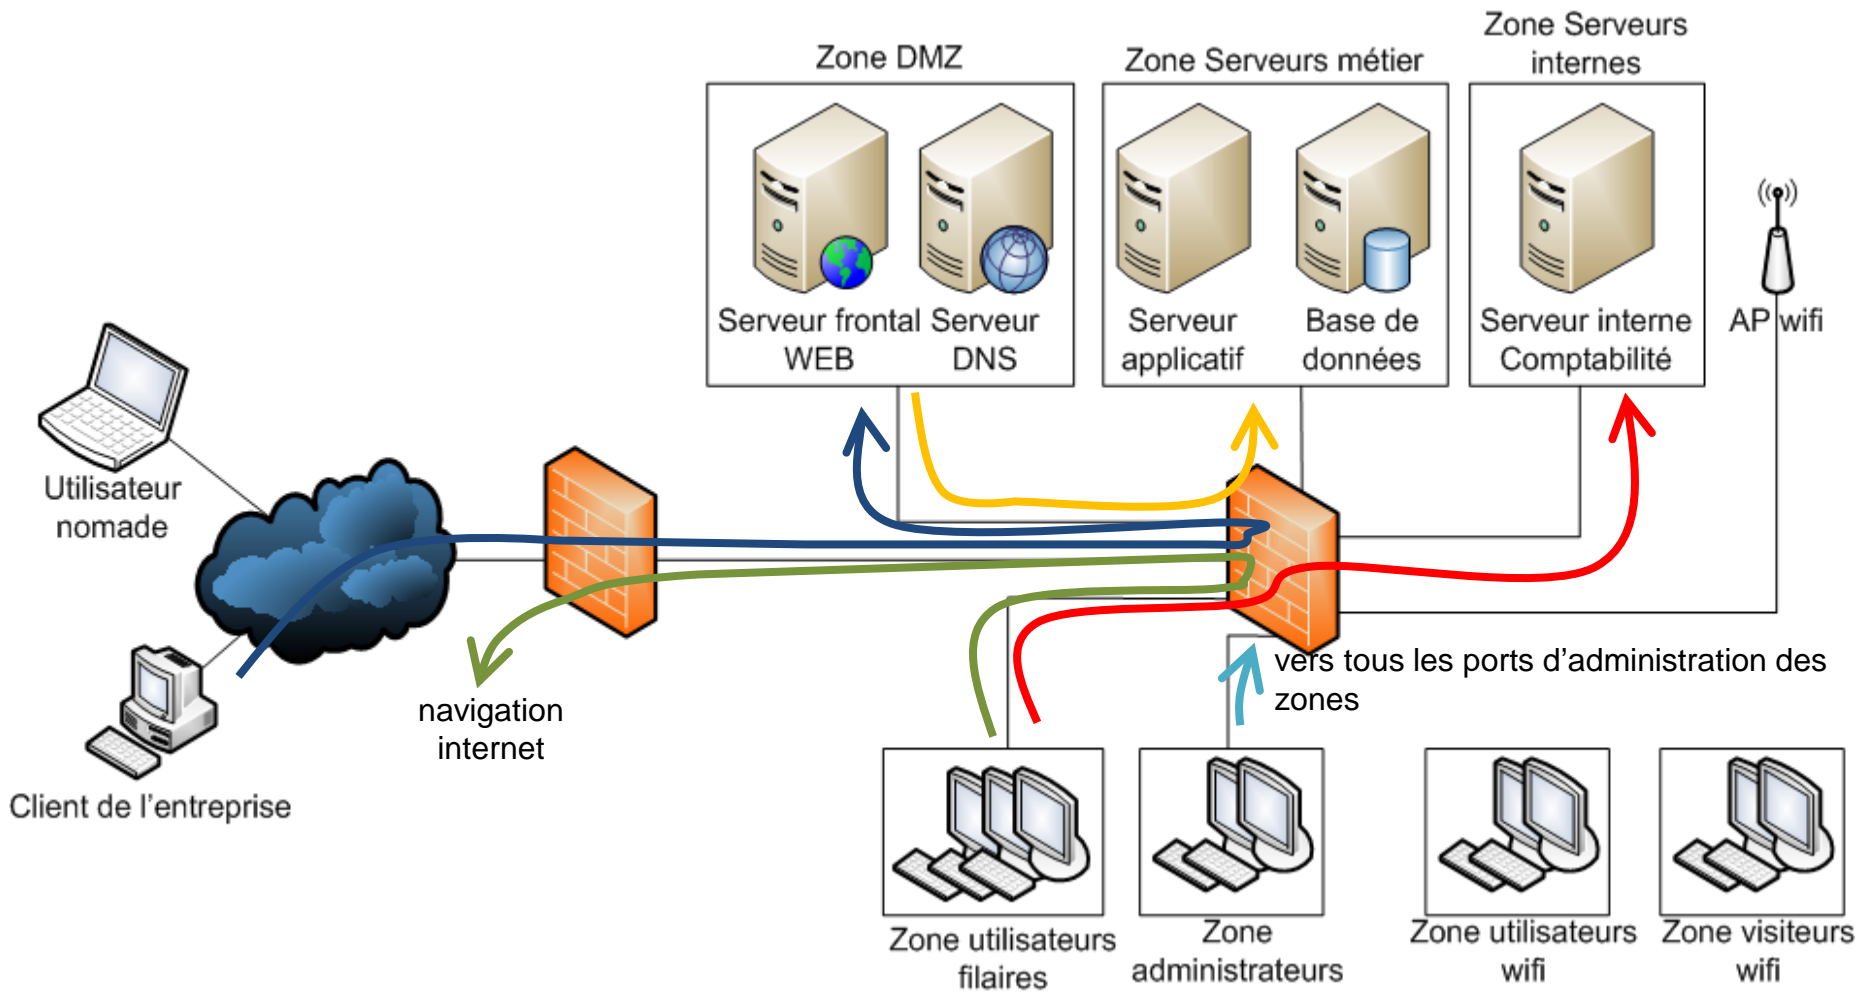 Zone DMZ
Zone Serveurs métier
Zone Serveurs
internes
Serveur frontal
WEB
Serveur
DNS
Serveur
applicatif
Base de
données
Serveur interne
Comptabilité
AP wifi
Utilisateur
nomade
vers tous les ports d’administration des
zones
navigation
internet
Client de l’entreprise
Zone utilisateurs
filaires
Zone
administrateurs
Zone utilisateurs
wifi
Zone visiteurs
wifi